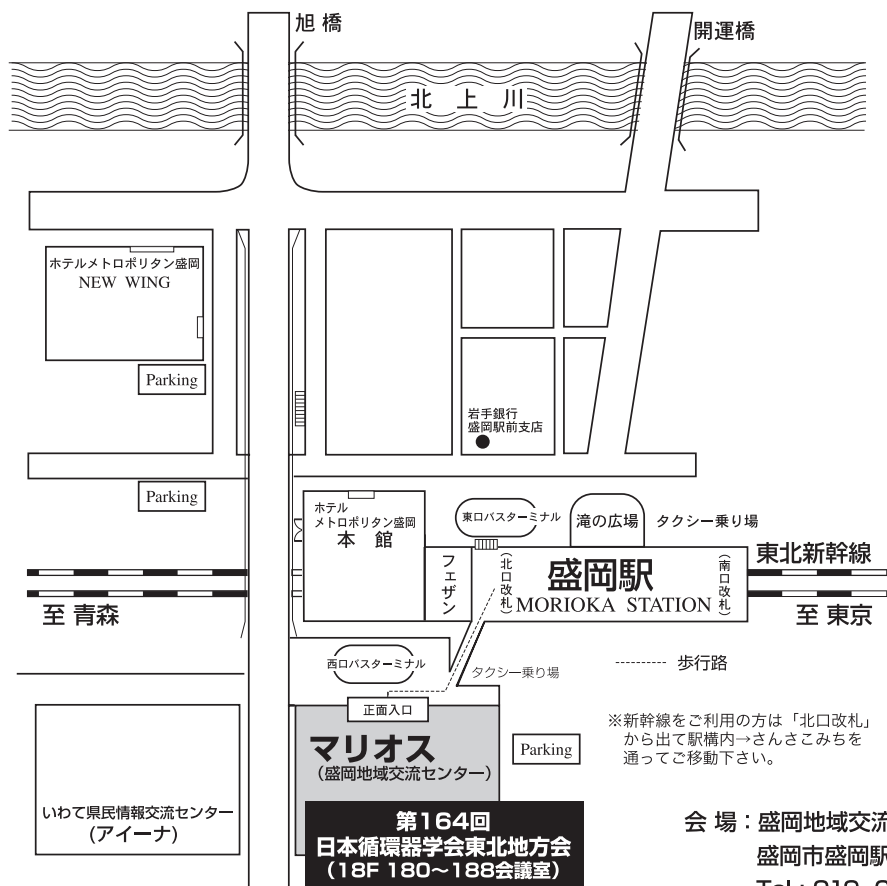 旭橋
開運橋
北上川
ホテルメトロポリタン盛岡
NEW WING
Parking
岩手銀行
盛岡駅前支店
Parking
ホテル
メトロポリタン盛岡
本 館
東口バスターミナル
滝の広場
タクシー乗り場
フェザン
(北口改札)
盛岡駅
MORIOKA STATION
(南口改札)
東北新幹線
至 青森
至 東京
西口バスターミナル
タクシー乗り場
歩行路
正面入口
マリオス
(盛岡地域交流センター)
Parking
※新幹線をご利用の方は「北口改札」
から出て駅構内→さんさこみちを
通ってご移動下さい。
いわて県民情報交流センター
(アイーナ)
第164回
日本循環器学会東北地方会
(18F 180〜188会議室)
会 場：盛岡地域交流
盛岡市盛岡駅